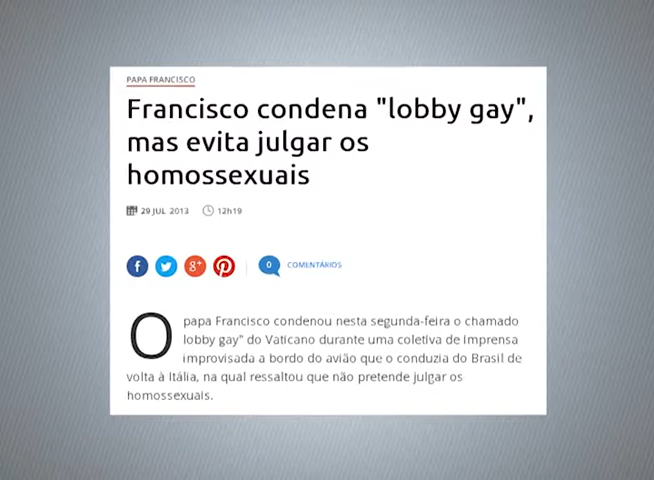 PAPA FRANCISCO
Francisco condena "lobby gay",
mas evita julgar os
homossexuais
29 JUL 2013 12h19
f g+ 0 COMENTÁRIOS
O papa Francisco condenou nesta segunda-feira o chamado
lobby gay" do Vaticano durante uma coletiva de imprensa
improvisada a bordo do avião que o conduzia do Brasil de
volta à Itália, na qual ressaltou que não pretende julgar os
homossexuais.